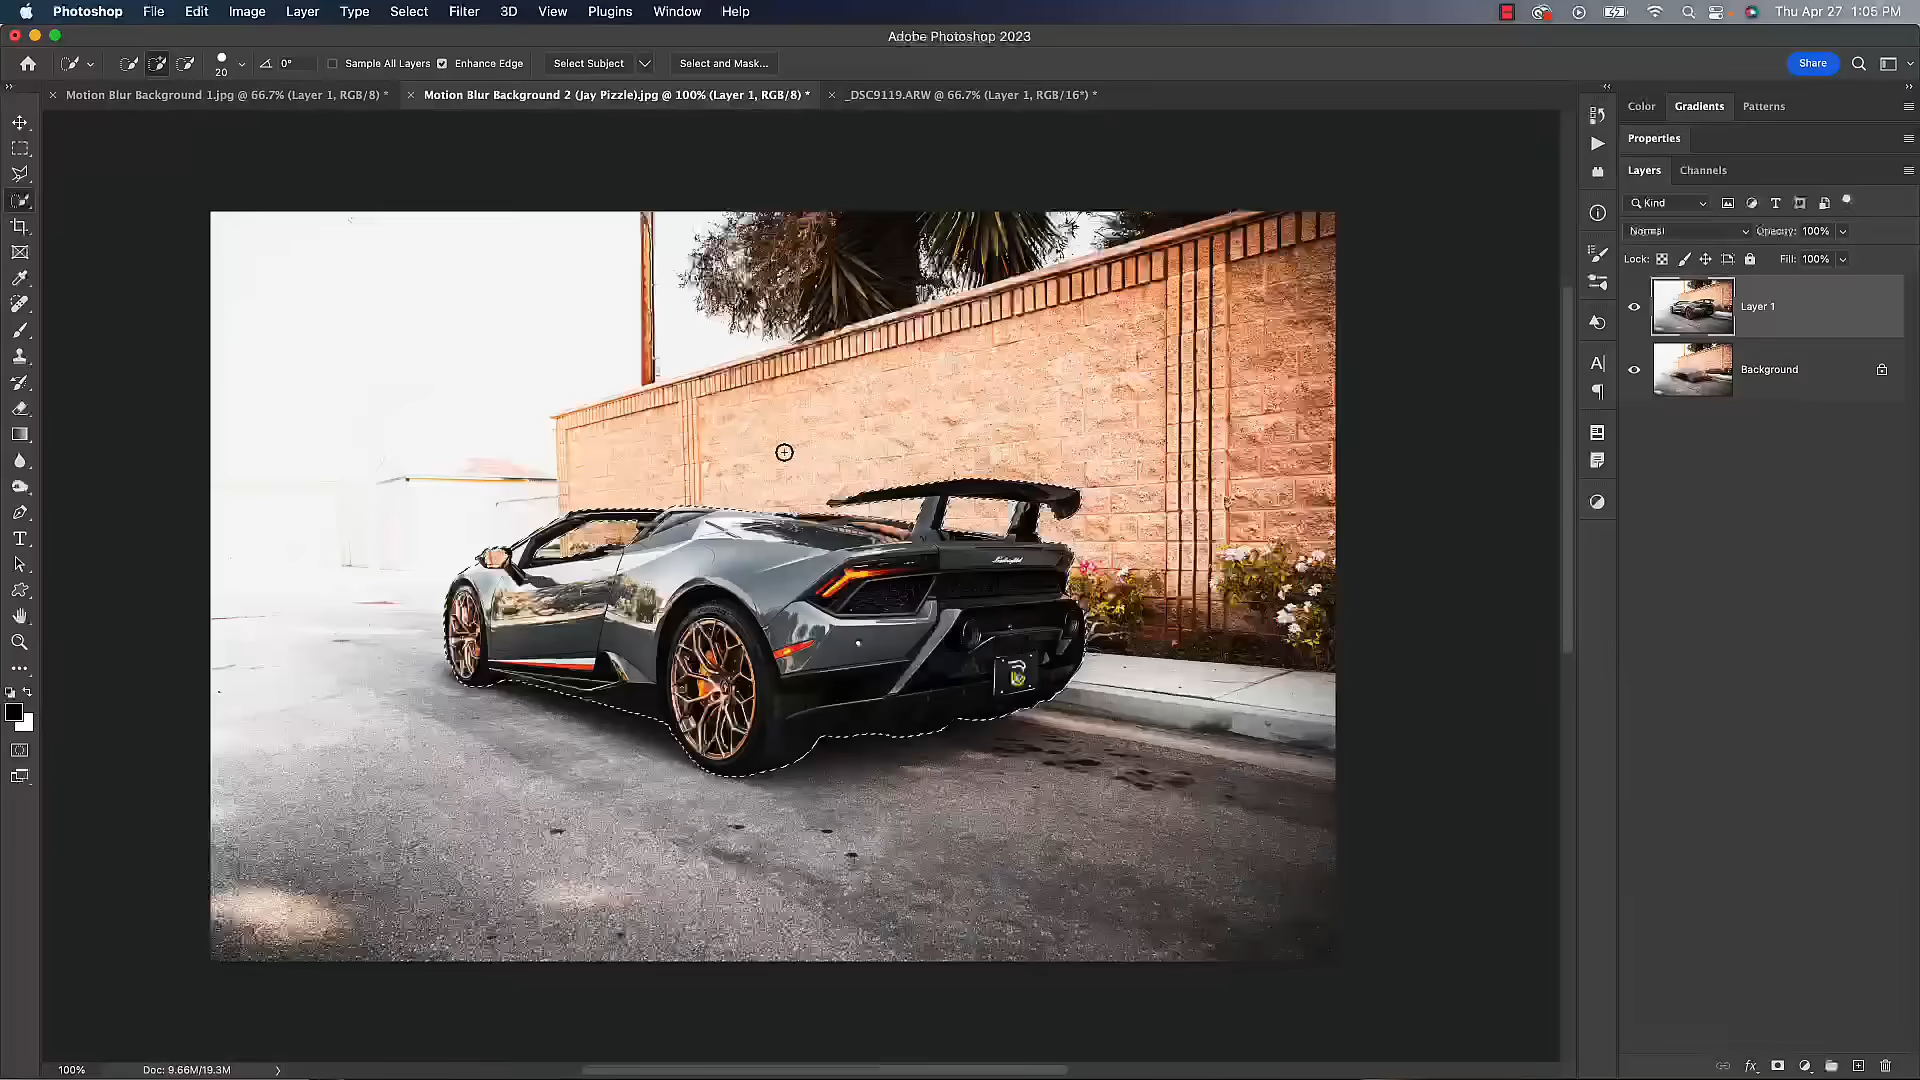 Photoshop File Edit Image Layer Type Select Filter 3D View Plugins Window Help Thu Apr 27 1:05 PM
Adobe Photoshop 2023
20 0° Sample All Layers Enhance Edge Select Subject Select and Mask... Share
Motion Blur Background 1.jpg @ 66.7% (Layer 1, RGB/8) * Motion Blur Background 2 (Jay Pizzle).jpg @ 100% (Layer 1, RGB/8) * _DSC9119.ARW @ 66.7% (Layer 1, RGB/16*) *
Color Gradients Patterns
Properties
Layers Channels
Kind
Normal Opacity: 100%
Lock: Fill: 100%
Layer 1
Background
Lamborghini
100% Doc: 9.66M/19.3M